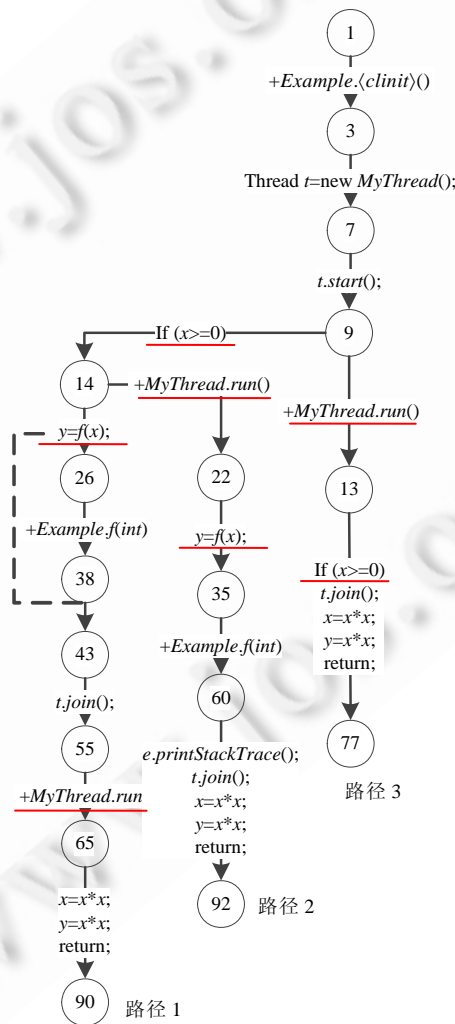 1
+Example.⟨clinit⟩()
3
Thread t=new MyThread();
7
t.start();
9
If (x>=0)
14
+MyThread.run()
y=f(x);
26
+Example.f(int)
38
43
t.join();
55
+MyThread.run
65
x=x*x;
y=x*x;
return;
90
路径 1
22
y=f(x);
35
+Example.f(int)
60
e.printStackTrace();
t.join();
x=x*x;
y=x*x;
return;
92
路径 2
+MyThread.run()
13
If (x>=0)
t.join();
x=x*x;
y=x*x;
return;
77
路径 3